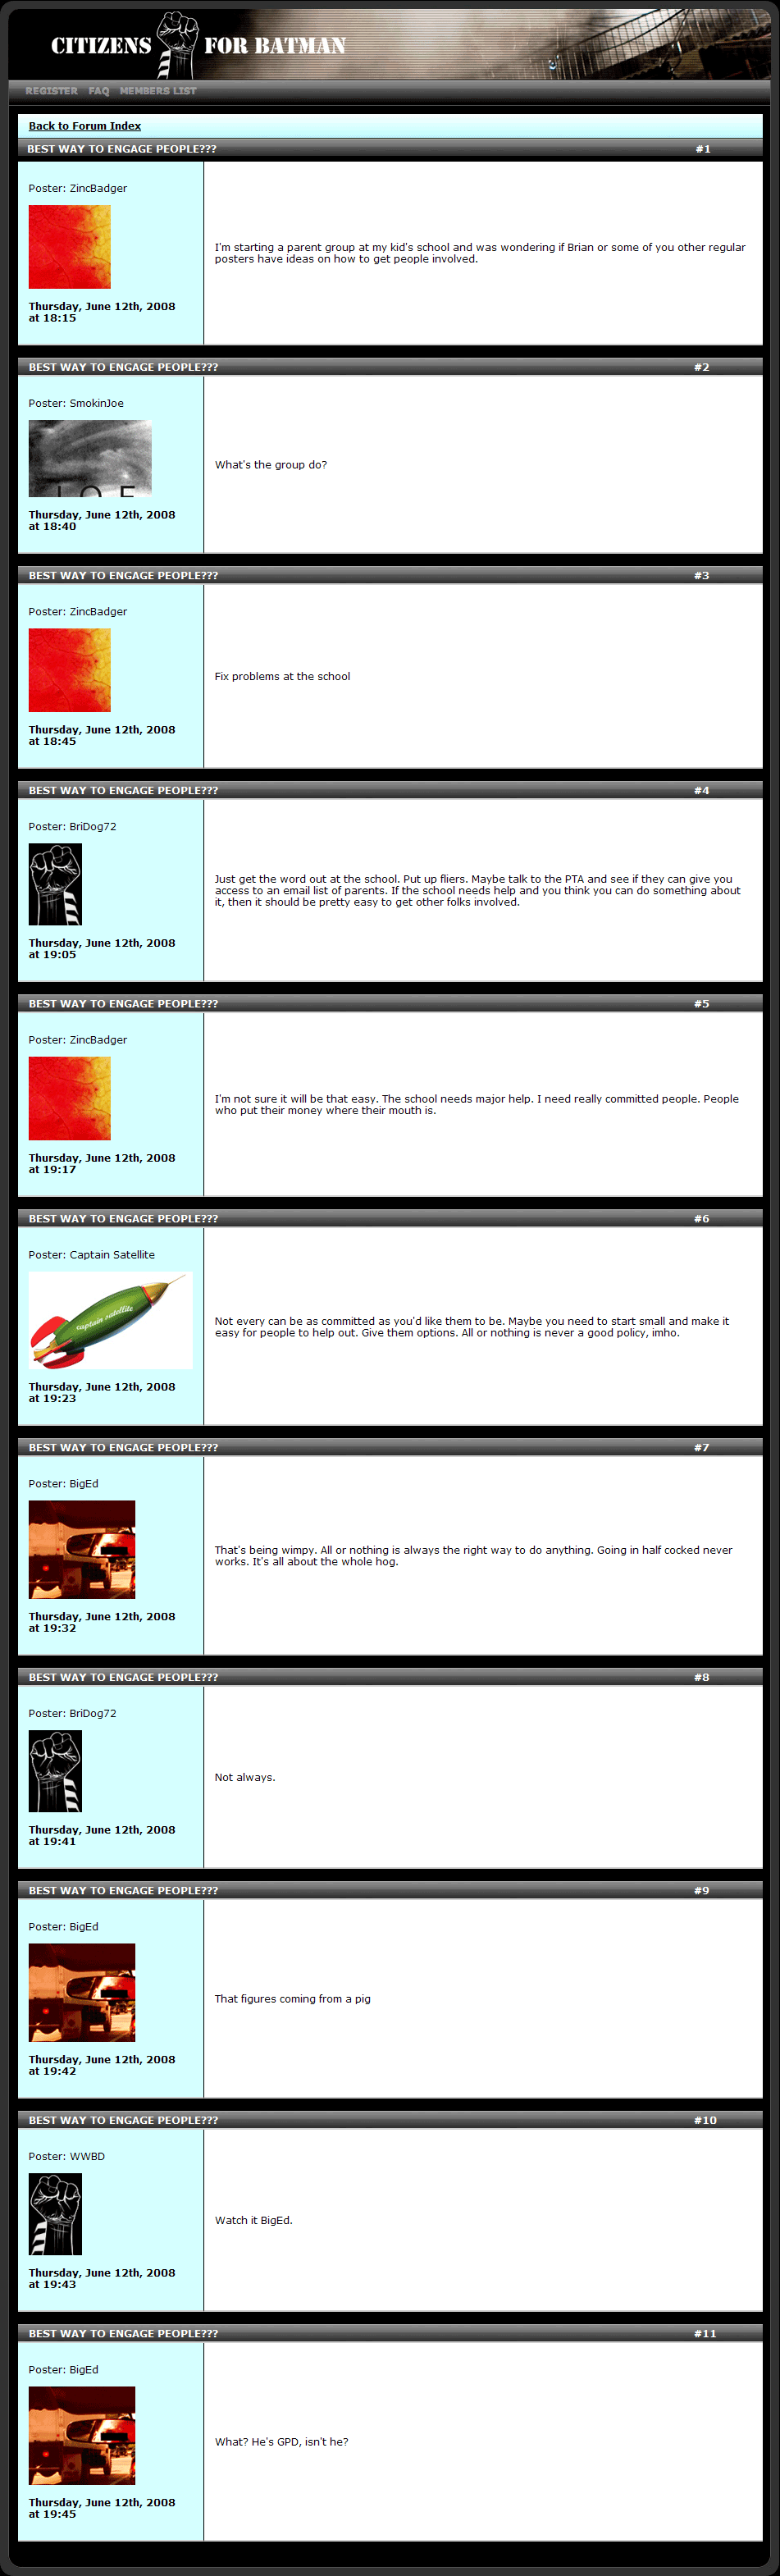 CITIZENS FOR BATMAN
REGISTER FAQ MEMBERS LIST
Back to Forum Index
BEST WAY TO ENGAGE PEOPLE??? #1
Poster: ZincBadger
I'm starting a parent group at my kid's school and was wondering if Brian or some of you other regular
posters have ideas on how to get people involved.
Thursday, June 12th, 2008
at 18:15
BEST WAY TO ENGAGE PEOPLE??? #2
Poster: SmokinJoe
JOE
What's the group do?
Thursday, June 12th, 2008
at 18:40
BEST WAY TO ENGAGE PEOPLE??? #3
Poster: ZincBadger
Fix problems at the school
Thursday, June 12th, 2008
at 18:45
BEST WAY TO ENGAGE PEOPLE??? #4
Poster: BriDog72
Just get the word out at the school. Put up fliers. Maybe talk to the PTA and see if they can give you
access to an email list of parents. If the school needs help and you think you can do something about
it, then it should be pretty easy to get other folks involved.
Thursday, June 12th, 2008
at 19:05
BEST WAY TO ENGAGE PEOPLE??? #5
Poster: ZincBadger
I'm not sure it will be that easy. The school needs major help. I need really committed people. People
who put their money where their mouth is.
Thursday, June 12th, 2008
at 19:17
BEST WAY TO ENGAGE PEOPLE??? #6
Poster: Captain Satellite
captain satellite
Not every can be as committed as you'd like them to be. Maybe you need to start small and make it
easy for people to help out. Give them options. All or nothing is never a good policy, imho.
Thursday, June 12th, 2008
at 19:23
BEST WAY TO ENGAGE PEOPLE??? #7
Poster: BigEd
That's being wimpy. All or nothing is always the right way to do anything. Going in half cocked never
works. It's all about the whole hog.
Thursday, June 12th, 2008
at 19:32
BEST WAY TO ENGAGE PEOPLE??? #8
Poster: BriDog72
Not always.
Thursday, June 12th, 2008
at 19:41
BEST WAY TO ENGAGE PEOPLE??? #9
Poster: BigEd
That figures coming from a pig
Thursday, June 12th, 2008
at 19:42
BEST WAY TO ENGAGE PEOPLE??? #10
Poster: WWBD
Watch it BigEd.
Thursday, June 12th, 2008
at 19:43
BEST WAY TO ENGAGE PEOPLE??? #11
Poster: BigEd
What? He's GPD, isn't he?
Thursday, June 12th, 2008
at 19:45